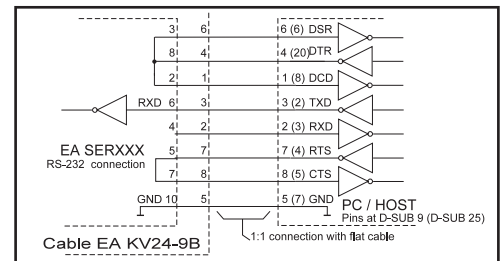 3 6 6 (6) DSR
8 4 4 (20) DTR
2 1 1 (8) DCD
RXD 6 3 3 (2) TXD
4 2 2 (3) RXD
EA SERXXX
RS-232 connection
5 7 7 (4) RTS
7 8 8 (5) CTS
GND 10 5 5 (7) GND
PC / HOST
Pins at D-SUB 9 (D-SUB 25)
1:1 connection with flat cable
Cable EA KV24-9B